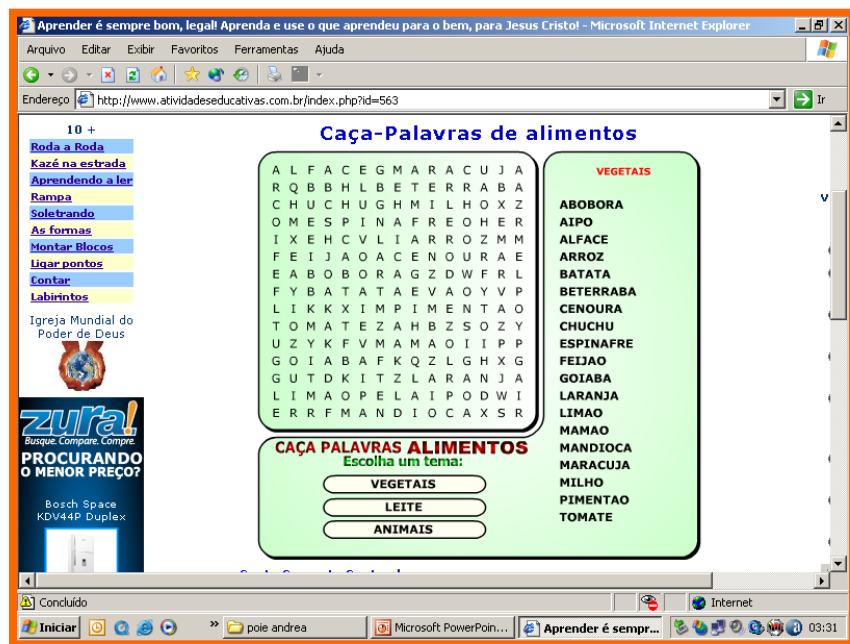 Aprender é sempre bom, legal! Aprenda e use o que aprendeu para o bem, para Jesus Cristo! - Microsoft Internet Explorer
Arquivo Editar Exibir Favoritos Ferramentas Ajuda
Endereço http://www.atividadeseducativas.com.br/index.php?id=563 Ir
10 +
Roda a Roda
Kazé na estrada
Aprendendo a ler
Rampa
Soletrando
As formas
Montar Blocos
Ligar pontos
Contar
Labirintos
Igreja Mundial do
Poder de Deus
zura!
Busque. Compare. Compre.
PROCURANDO
O MENOR PREÇO?
Bosch Space
KDV44P Duplex
Caça-Palavras de alimentos
A L F A C E G M A R A C U J A
R Q B B H L B E T E R R A B A
C H U C H U G H M I L H O X Z
O M E S P I N A F R E O H E R
I X E H C V L I A R R O Z M M
F E I J A O A C E N O U R A E
E A B O B O R A G Z D W F R L
F Y B A T A T A E V A O Y V P
L I K K X I M P I M E N T A O
T O M A T E Z A H B Z S O Z Y
U Z Y K F V M A M A O I I P P
G O I A B A F K Q Z L G H X G
G U T D K I T Z L A R A N J A
L I M A O P E L A I P O D W I
E R R F M A N D I O C A X S R
VEGETAIS
ABOBORA
AIPO
ALFACE
ARROZ
BATATA
BETERRABA
CENOURA
CHUCHU
ESPINAFRE
FEIJAO
GOIABA
LARANJA
LIMAO
MAMAO
MANDIOCA
MARACUJA
MILHO
PIMENTAO
TOMATE
CAÇA PALAVRAS ALIMENTOS
Escolha um tema:
VEGETAIS
LEITE
ANIMAIS
v
Concluído Internet
Iniciar » poie andrea Microsoft PowerPoin... Aprender é sempr... 03:31